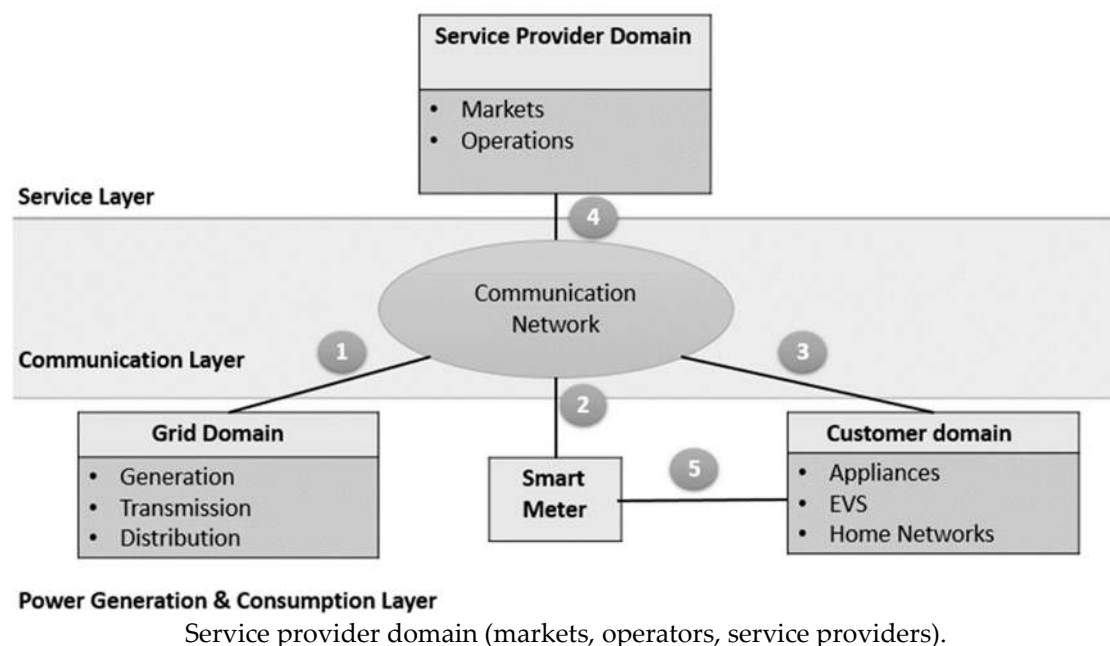 Service Provider Domain
• Markets
• Operations
Service Layer
4
Communication
Network
1
3
Communication Layer
2
Grid Domain
• Generation
• Transmission
• Distribution
Smart
Meter
5
Customer domain
• Appliances
• EVS
• Home Networks
Power Generation & Consumption Layer
Service provider domain (markets, operators, service providers).